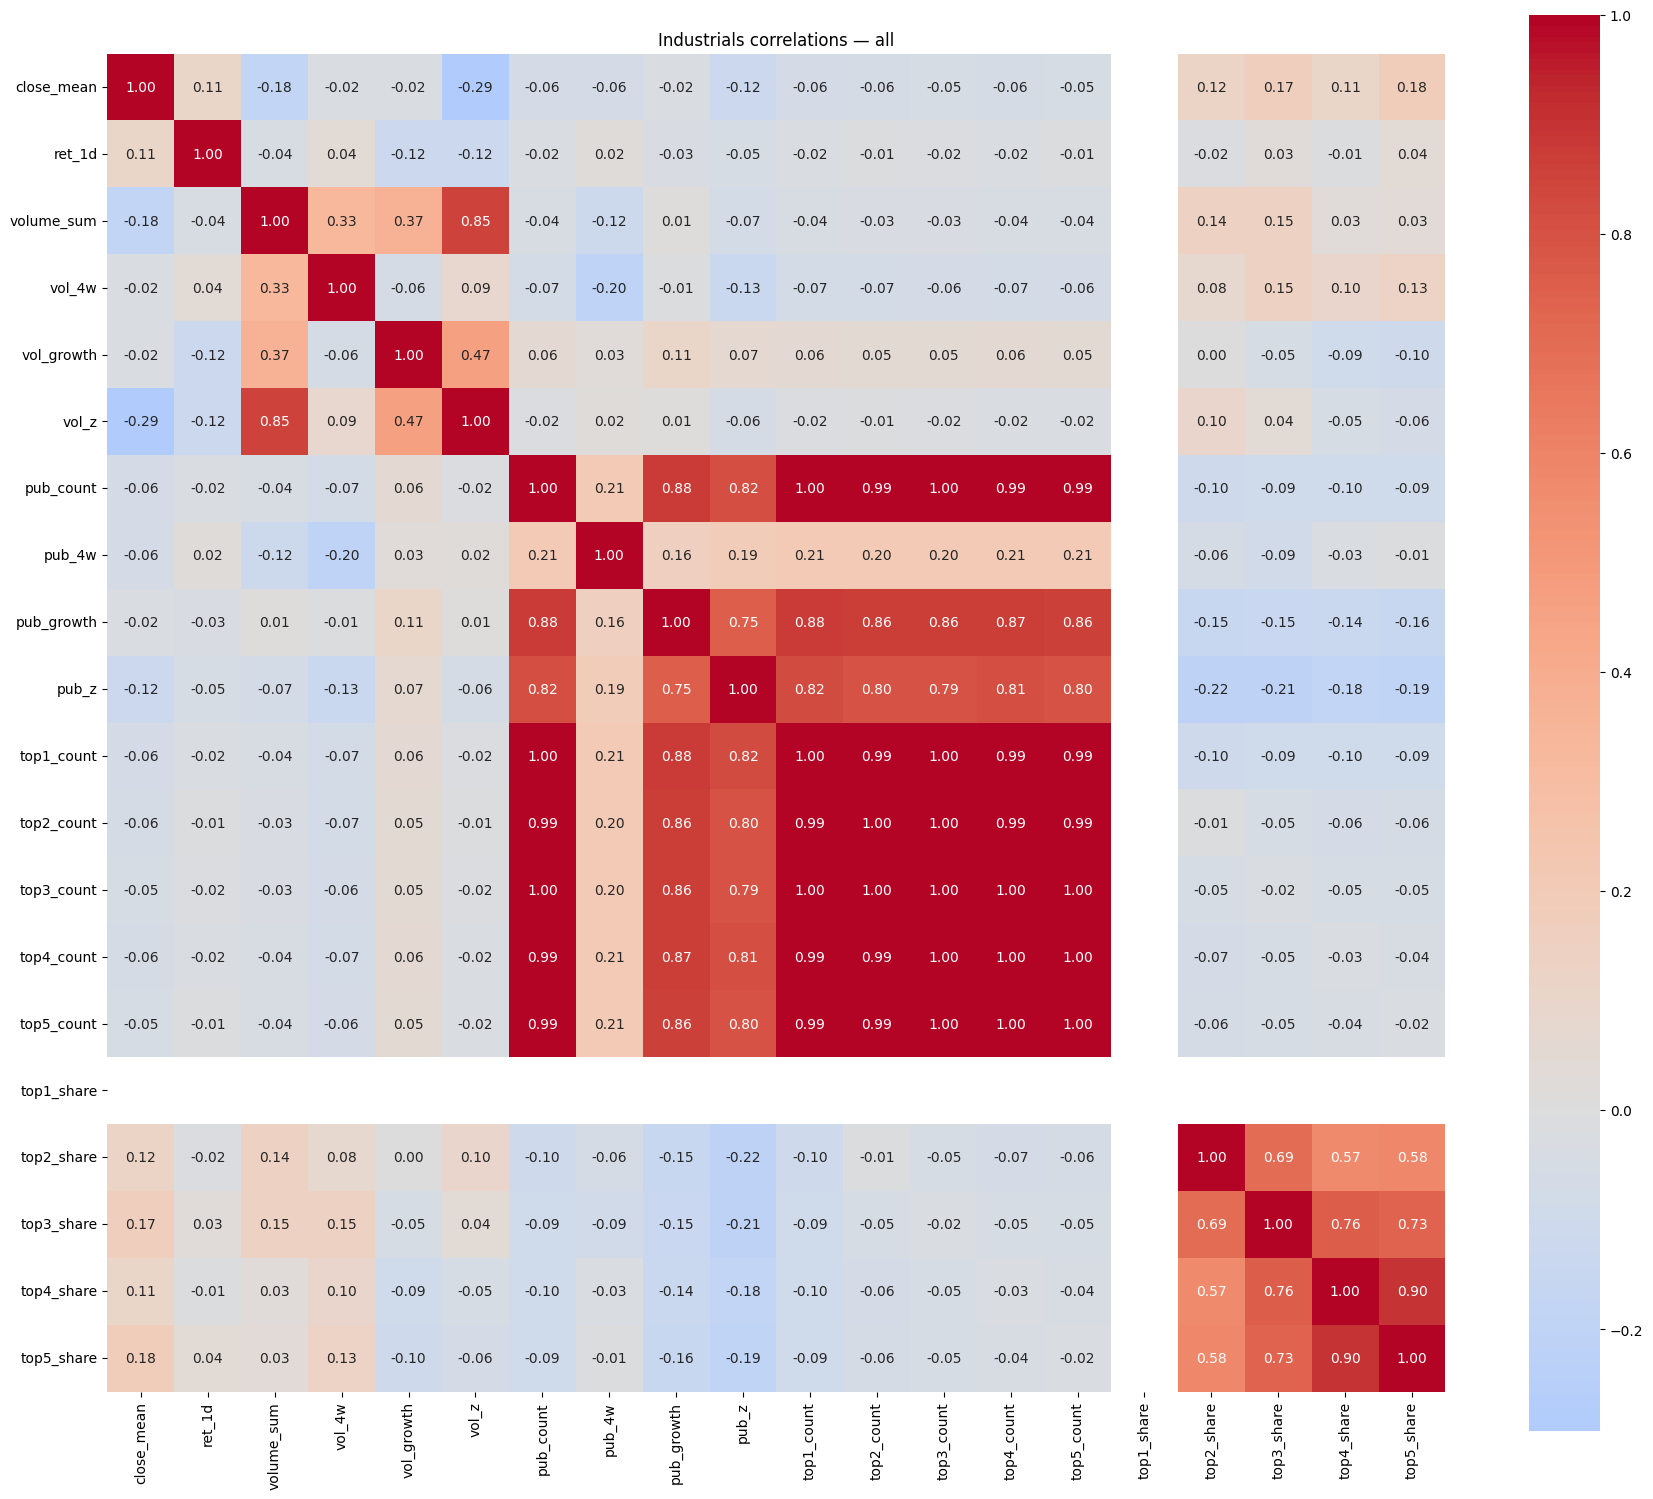 Industrials correlations — all
close_mean 1.00 0.11 -0.18 -0.02 -0.02 -0.29 -0.06 -0.06 -0.02 -0.12 -0.06 -0.06 -0.05 -0.06 -0.05 0.12 0.17 0.11 0.18
ret_1d 0.11 1.00 -0.04 0.04 -0.12 -0.12 -0.02 0.02 -0.03 -0.05 -0.02 -0.01 -0.02 -0.02 -0.01 -0.02 0.03 -0.01 0.04
volume_sum -0.18 -0.04 1.00 0.33 0.37 0.85 -0.04 -0.12 0.01 -0.07 -0.04 -0.03 -0.03 -0.04 -0.04 0.14 0.15 0.03 0.03
vol_4w -0.02 0.04 0.33 1.00 -0.06 0.09 -0.07 -0.20 -0.01 -0.13 -0.07 -0.07 -0.06 -0.07 -0.06 0.08 0.15 0.10 0.13
vol_growth -0.02 -0.12 0.37 -0.06 1.00 0.47 0.06 0.03 0.11 0.07 0.06 0.05 0.05 0.06 0.05 0.00 -0.05 -0.09 -0.10
vol_z -0.29 -0.12 0.85 0.09 0.47 1.00 -0.02 0.02 0.01 -0.06 -0.02 -0.01 -0.02 -0.02 -0.02 0.10 0.04 -0.05 -0.06
pub_count -0.06 -0.02 -0.04 -0.07 0.06 -0.02 1.00 0.21 0.88 0.82 1.00 0.99 1.00 0.99 0.99 -0.10 -0.09 -0.10 -0.09
pub_4w -0.06 0.02 -0.12 -0.20 0.03 0.02 0.21 1.00 0.16 0.19 0.21 0.20 0.20 0.21 0.21 -0.06 -0.09 -0.03 -0.01
pub_growth -0.02 -0.03 0.01 -0.01 0.11 0.01 0.88 0.16 1.00 0.75 0.88 0.86 0.86 0.87 0.86 -0.15 -0.15 -0.14 -0.16
pub_z -0.12 -0.05 -0.07 -0.13 0.07 -0.06 0.82 0.19 0.75 1.00 0.82 0.80 0.79 0.81 0.80 -0.22 -0.21 -0.18 -0.19
top1_count -0.06 -0.02 -0.04 -0.07 0.06 -0.02 1.00 0.21 0.88 0.82 1.00 0.99 1.00 0.99 0.99 -0.10 -0.09 -0.10 -0.09
top2_count -0.06 -0.01 -0.03 -0.07 0.05 -0.01 0.99 0.20 0.86 0.80 0.99 1.00 1.00 0.99 0.99 -0.01 -0.05 -0.06 -0.06
top3_count -0.05 -0.02 -0.03 -0.06 0.05 -0.02 1.00 0.20 0.86 0.79 1.00 1.00 1.00 1.00 1.00 -0.05 -0.02 -0.05 -0.05
top4_count -0.06 -0.02 -0.04 -0.07 0.06 -0.02 0.99 0.21 0.87 0.81 0.99 0.99 1.00 1.00 1.00 -0.07 -0.05 -0.03 -0.04
top5_count -0.05 -0.01 -0.04 -0.06 0.05 -0.02 0.99 0.21 0.86 0.80 0.99 0.99 1.00 1.00 1.00 -0.06 -0.05 -0.04 -0.02
top1_share
top2_share 0.12 -0.02 0.14 0.08 0.00 0.10 -0.10 -0.06 -0.15 -0.22 -0.10 -0.01 -0.05 -0.07 -0.06 1.00 0.69 0.57 0.58
top3_share 0.17 0.03 0.15 0.15 -0.05 0.04 -0.09 -0.09 -0.15 -0.21 -0.09 -0.05 -0.02 -0.05 -0.05 0.69 1.00 0.76 0.73
top4_share 0.11 -0.01 0.03 0.10 -0.09 -0.05 -0.10 -0.03 -0.14 -0.18 -0.10 -0.06 -0.05 -0.03 -0.04 0.57 0.76 1.00 0.90
top5_share 0.18 0.04 0.03 0.13 -0.10 -0.06 -0.09 -0.01 -0.16 -0.19 -0.09 -0.06 -0.05 -0.04 -0.02 0.58 0.73 0.90 1.00
close_mean
ret_1d
volume_sum
vol_4w
vol_growth
vol_z
pub_count
pub_4w
pub_growth
pub_z
top1_count
top2_count
top3_count
top4_count
top5_count
top1_share
top2_share
top3_share
top4_share
top5_share
1.0
0.8
0.6
0.4
0.2
0.0
−0.2